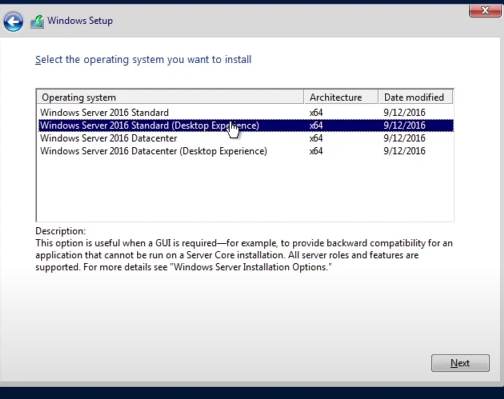 Windows Setup
Select the operating system you want to install
Operating system Architecture Date modified
Windows Server 2016 Standard x64 9/12/2016
Windows Server 2016 Standard (Desktop Experience) x64 9/12/2016
Windows Server 2016 Datacenter x64 9/12/2016
Windows Server 2016 Datacenter (Desktop Experience) x64 9/12/2016
Description:
This option is useful when a GUI is required—for example, to provide backward compatibility for an
application that cannot be run on a Server Core installation. All server roles and features are
supported. For more details see "Windows Server Installation Options."
Next